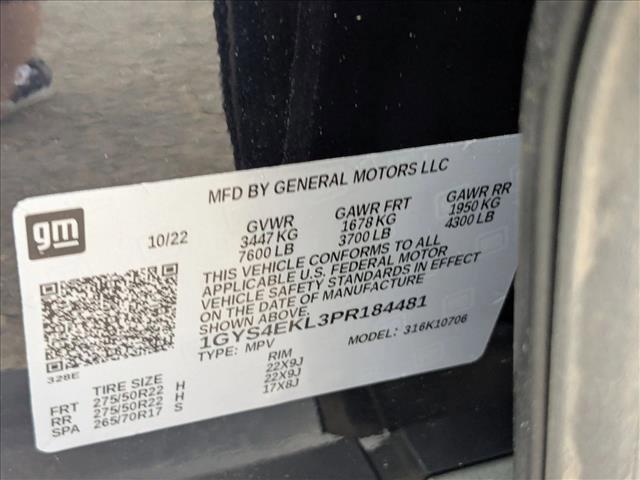 MFD BY GENERAL MOTORS LLC
gm
10/22
GVWR GAWR FRT GAWR RR
3447 KG 1678 KG 1950 KG
7600 LB 3700 LB 4300 LB
THIS VEHICLE CONFORMS TO ALL
APPLICABLE U.S. FEDERAL MOTOR
VEHICLE SAFETY STANDARDS IN EFFECT
ON THE DATE OF MANUFACTURE
SHOWN ABOVE.
1GYS4EKL3PR184481
TYPE: MPV MODEL: 316K10706
328E
TIRE SIZE RIM
FRT 275/50R22 H 22X9J
RR 275/50R22 H 22X9J
SPA 265/70R17 S 17X8J